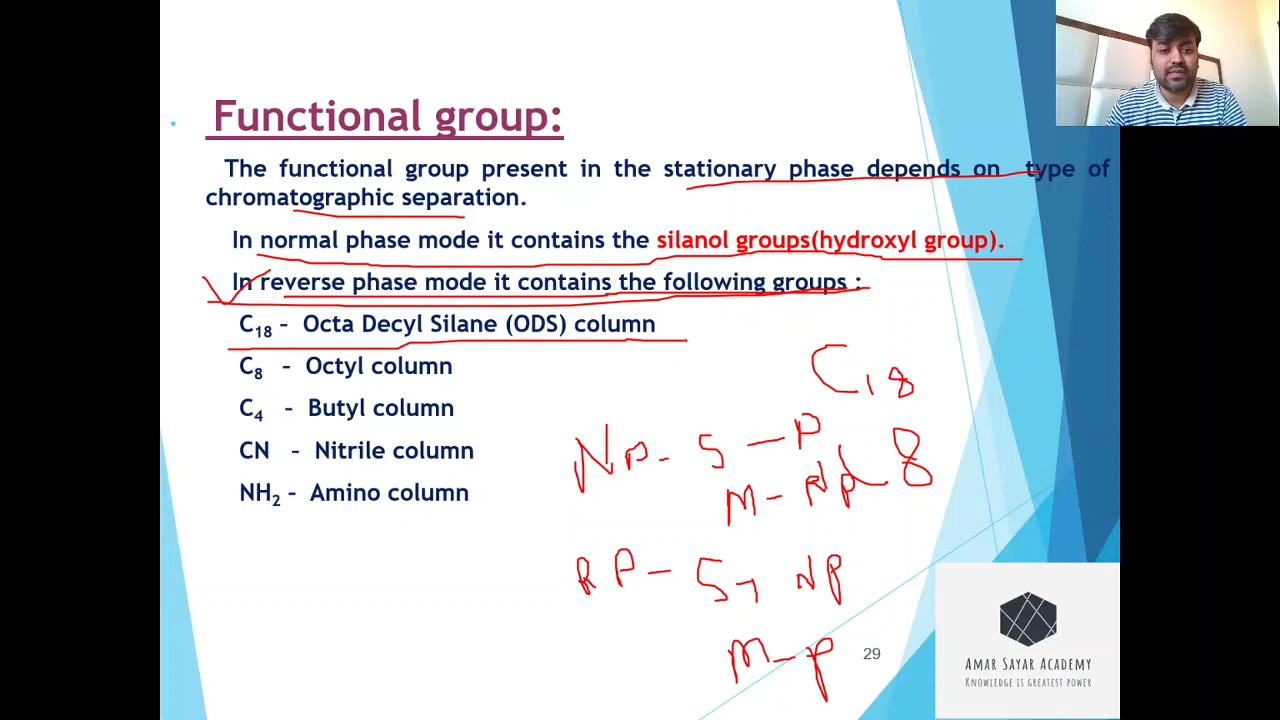 Functional group:
The functional group present in the stationary phase depends on type of
chromatographic separation.
In normal phase mode it contains the silanol groups(hydroxyl group).
In reverse phase mode it contains the following groups :
C18 – Octa Decyl Silane (ODS) column
C8 – Octyl column
C4 – Butyl column
CN – Nitrile column
NH2 – Amino column
C18
NP - S - P
M - NP
8
RP - S - NP
M - P
29
AMAR SAYAR ACADEMY
KNOWLEDGE IS GREATEST POWER